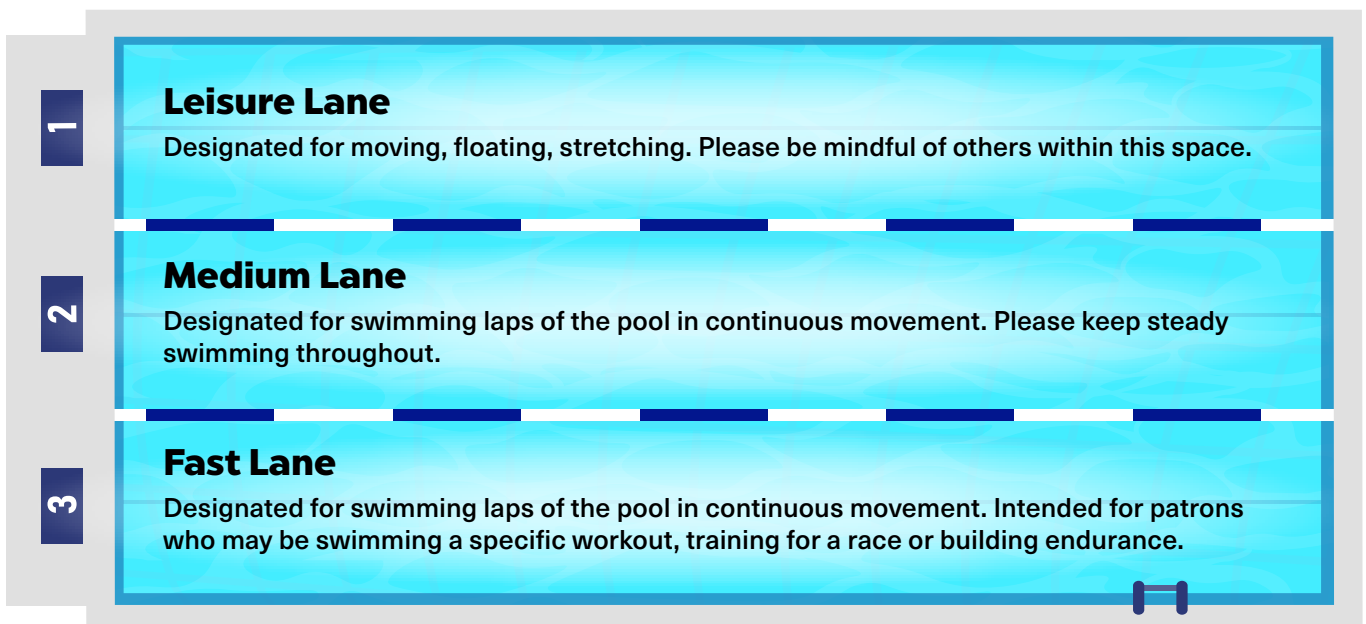 1
Leisure Lane
Designated for moving, floating, stretching. Please be mindful of others within this space.
2
Medium Lane
Designated for swimming laps of the pool in continuous movement. Please keep steady
swimming throughout.
3
Fast Lane
Designated for swimming laps of the pool in continuous movement. Intended for patrons
who may be swimming a specific workout, training for a race or building endurance.